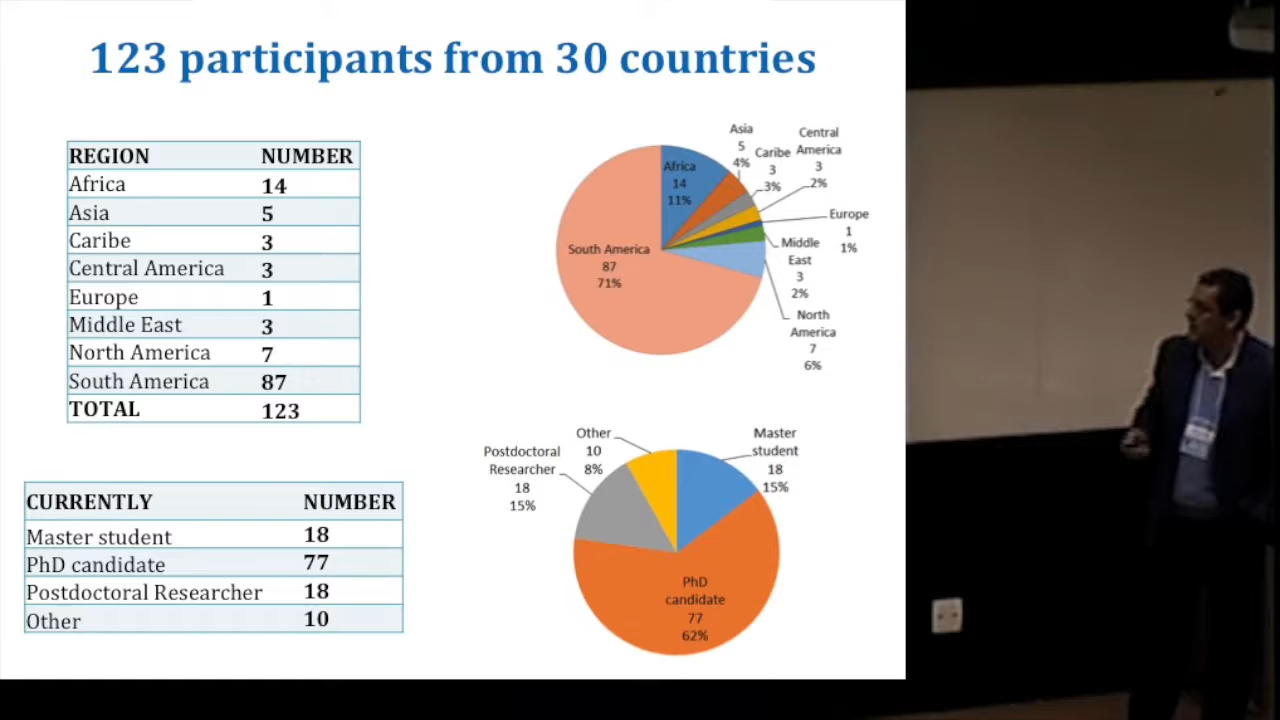 123 participants from 30 countries
REGION NUMBER
Africa 14
Asia 5
Caribe 3
Central America 3
Europe 1
Middle East 3
North America 7
South America 87
TOTAL 123
CURRENTLY NUMBER
Master student 18
PhD candidate 77
Postdoctoral Researcher 18
Other 10
Africa
14
11%
Asia
5
4%
Caribe
3
3%
Central
America
3
2%
Europe
1
1%
Middle
East
3
2%
North
America
7
6%
South America
87
71%
Master
student
18
15%
PhD
candidate
77
62%
Postdoctoral
Researcher
18
15%
Other
10
8%